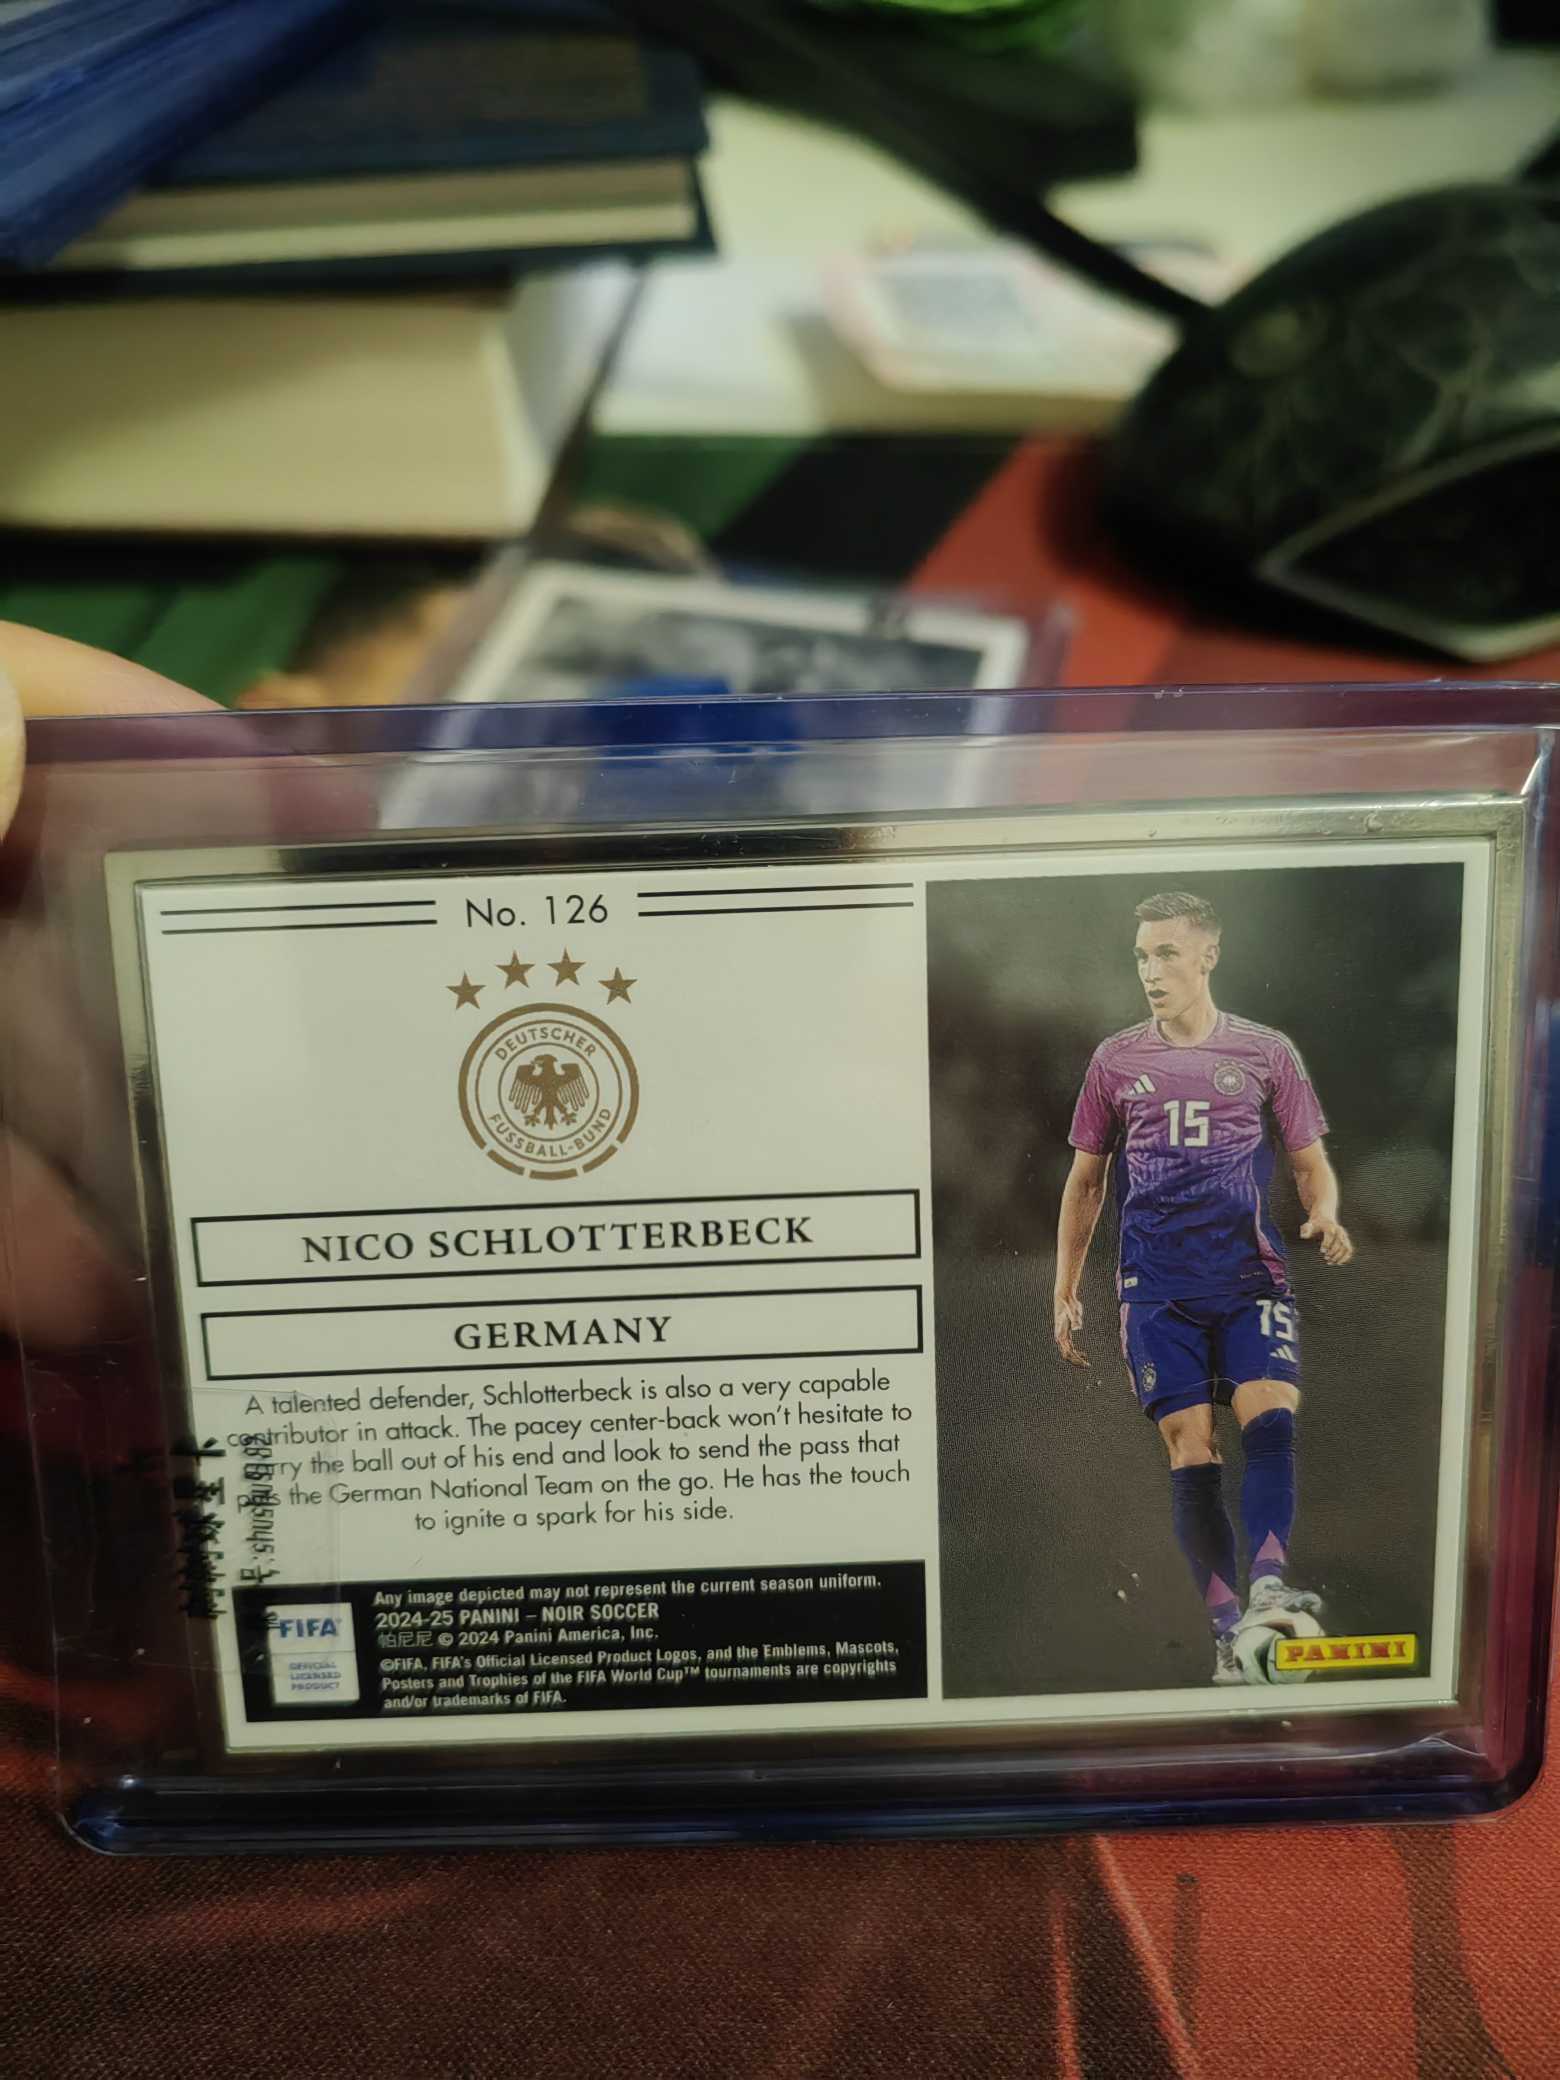 No. 126
DEUTSCHER
FUSSBALL-BUND
NICO SCHLOTTERBECK
GERMANY
A talented defender, Schlotterbeck is also a very capable
contributor in attack. The pacey center-back won't hesitate to
the ball out of his end and look to send the pass that
the German National Team on the go. He has the touch
to ignite a spark for his side.
Any image depicted may not represent the current season uniform.
2024-25 PANINI – NOIR SOCCER
帕尼尼 © 2024 Panini America, Inc.
©FIFA, FIFA's Official Licensed Product Logos, and the Emblems, Mascots,
Posters and Trophies of the FIFA World Cup™ tournaments are copyrights
and/or trademarks of FIFA.
FIFA
OFFICIAL
LICENSED
PRODUCT
15
15
PANINI